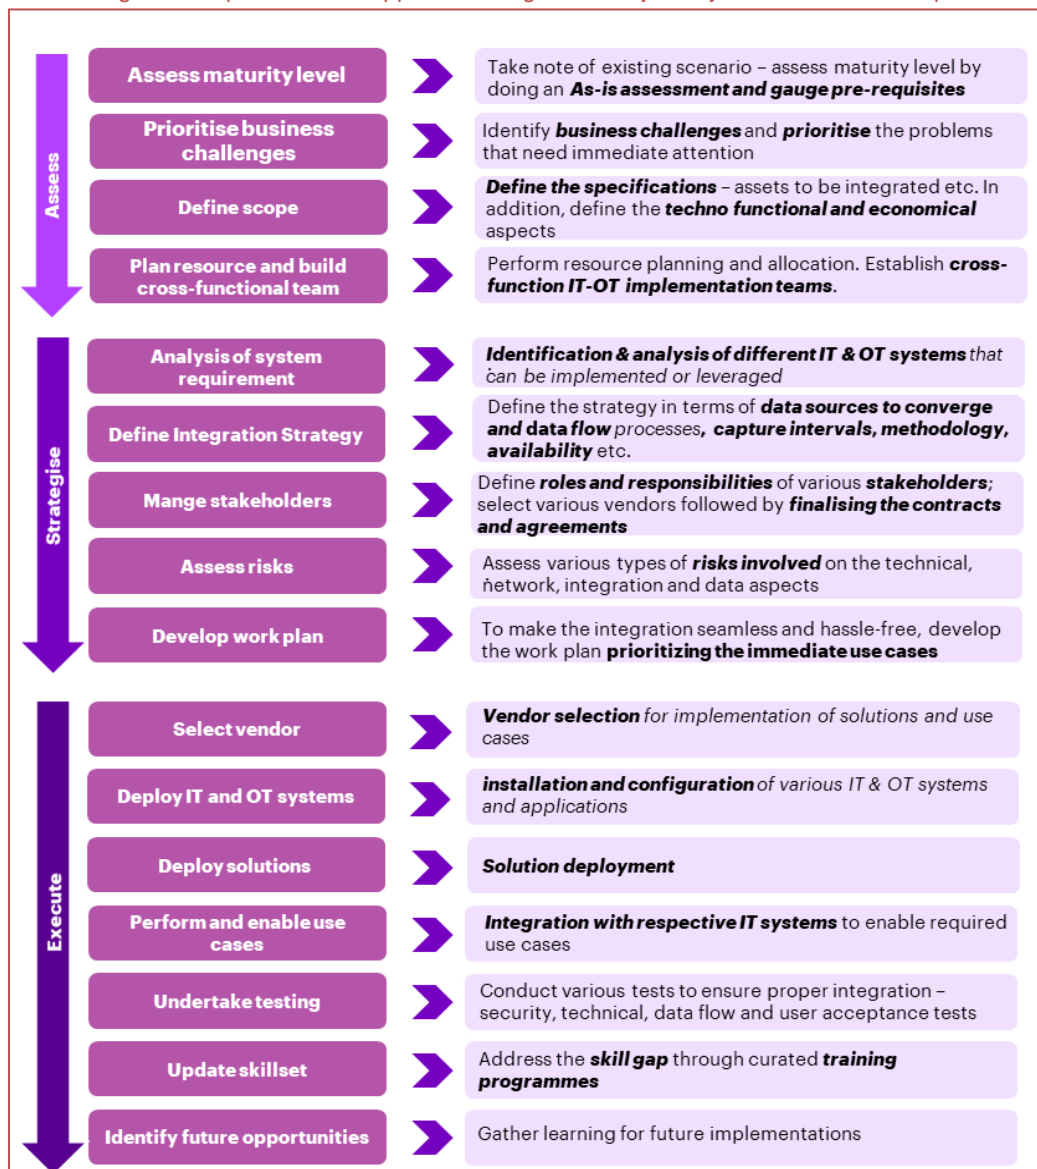 Assess
Assess maturity level
Take note of existing scenario – assess maturity level by
doing an As-is assessment and gauge pre-requisites
Prioritise business
challenges
Identify business challenges and prioritise the problems
that need immediate attention
Define scope
Define the specifications – assets to be integrated etc. In
addition, define the techno functional and economical
aspects
Plan resource and build
cross-functional team
Perform resource planning and allocation. Establish cross-
function IT-OT implementation teams.
Strategise
Analysis of system
requirement
Identification & analysis of different IT & OT systems that
can be implemented or leveraged
Define Integration Strategy
Define the strategy in terms of data sources to converge
and data flow processes, capture intervals, methodology,
availability etc.
Mange stakeholders
Define roles and responsibilities of various stakeholders;
select various vendors followed by finalising the contracts
and agreements
Assess risks
Assess various types of risks involved on the technical,
network, integration and data aspects
Develop work plan
To make the integration seamless and hassle-free, develop
the work plan prioritizing the immediate use cases
Execute
Select vendor
Vendor selection for implementation of solutions and use
cases
Deploy IT and OT systems
installation and configuration of various IT & OT systems
and applications
Deploy solutions
Solution deployment
Perform and enable use
cases
Integration with respective IT systems to enable required
use cases
Undertake testing
Conduct various tests to ensure proper integration –
security, technical, data flow and user acceptance tests
Update skillset
Address the skill gap through curated training
programmes
Identify future opportunities
Gather learning for future implementations